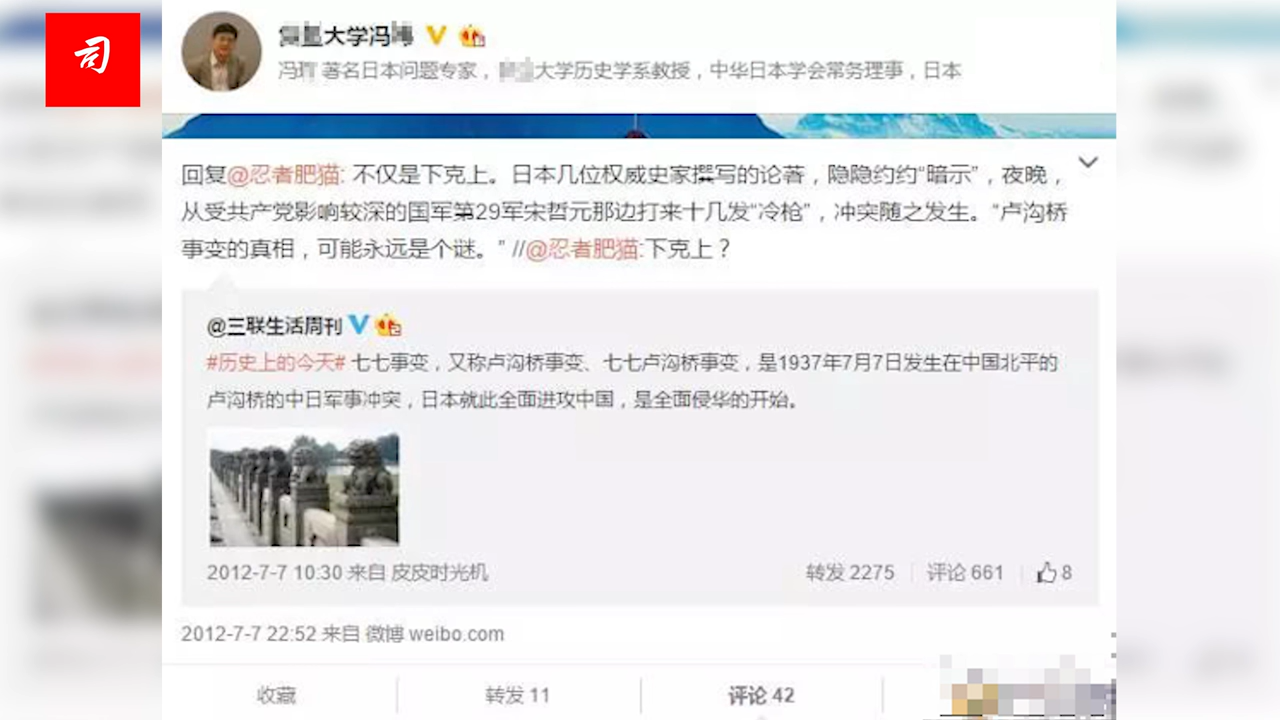 司
大学冯
冯 著名日本问题专家，大学历史学系教授，中华日本学会常务理事，日本
回复@忍者肥猫: 不仅是下克上。日本几位权威史家撰写的论著，隐隐约约“暗示”，夜晚，
从受共产党影响较深的国军第29军宋哲元那边打来十几发“冷枪”，冲突随之发生。“卢沟桥
事变的真相，可能永远是个谜。” //@忍者肥猫:下克上？
@三联生活周刊
#历史上的今天# 七七事变，又称卢沟桥事变、七七卢沟桥事变，是1937年7月7日发生在中国北平的
卢沟桥的中日军事冲突，日本就此全面进攻中国，是全面侵华的开始。
2012-7-7 10:30 来自 皮皮时光机 转发 2275 评论 661 8
2012-7-7 22:52 来自 微博 weibo.com
收藏 转发 11 评论 42